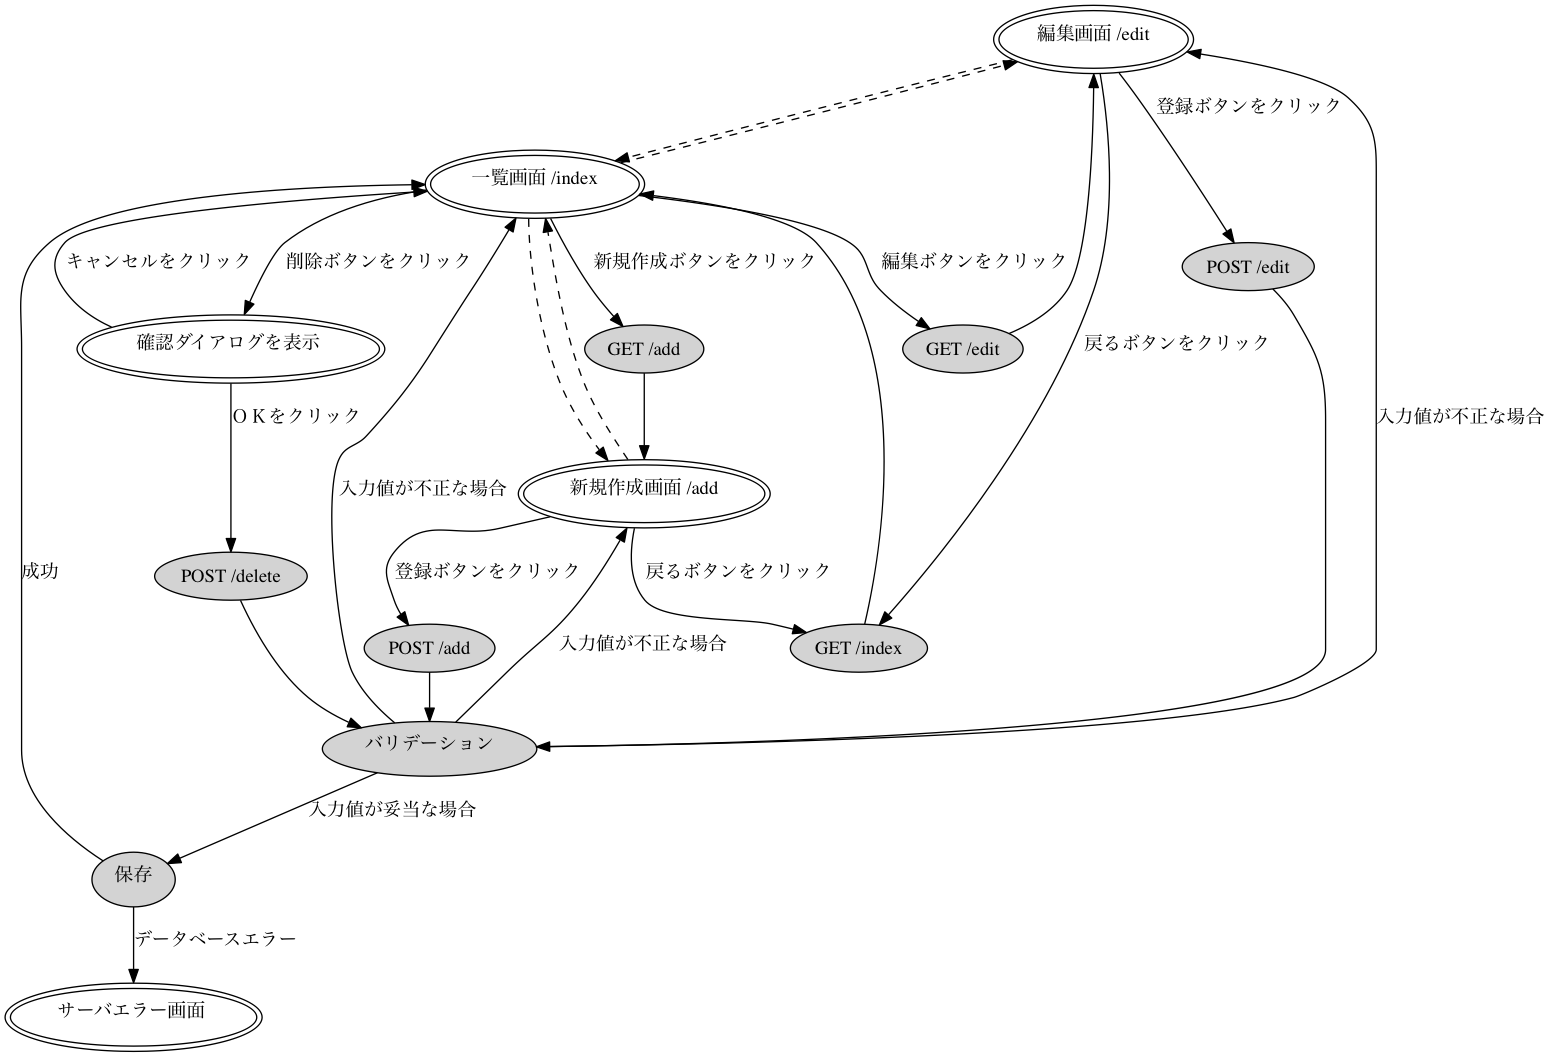 編集画面 /edit
登録ボタンをクリック
一覧画面 /index
キャンセルをクリック
削除ボタンをクリック
新規作成ボタンをクリック
編集ボタンをクリック
POST /edit
確認ダイアログを表示
GET /add
GET /edit
戻るボタンをクリック
ＯＫをクリック
入力値が不正な場合
入力値が不正な場合
新規作成画面 /add
成功
POST /delete
登録ボタンをクリック
戻るボタンをクリック
POST /add
入力値が不正な場合
GET /index
バリデーション
入力値が妥当な場合
保存
データベースエラー
サーバエラー画面